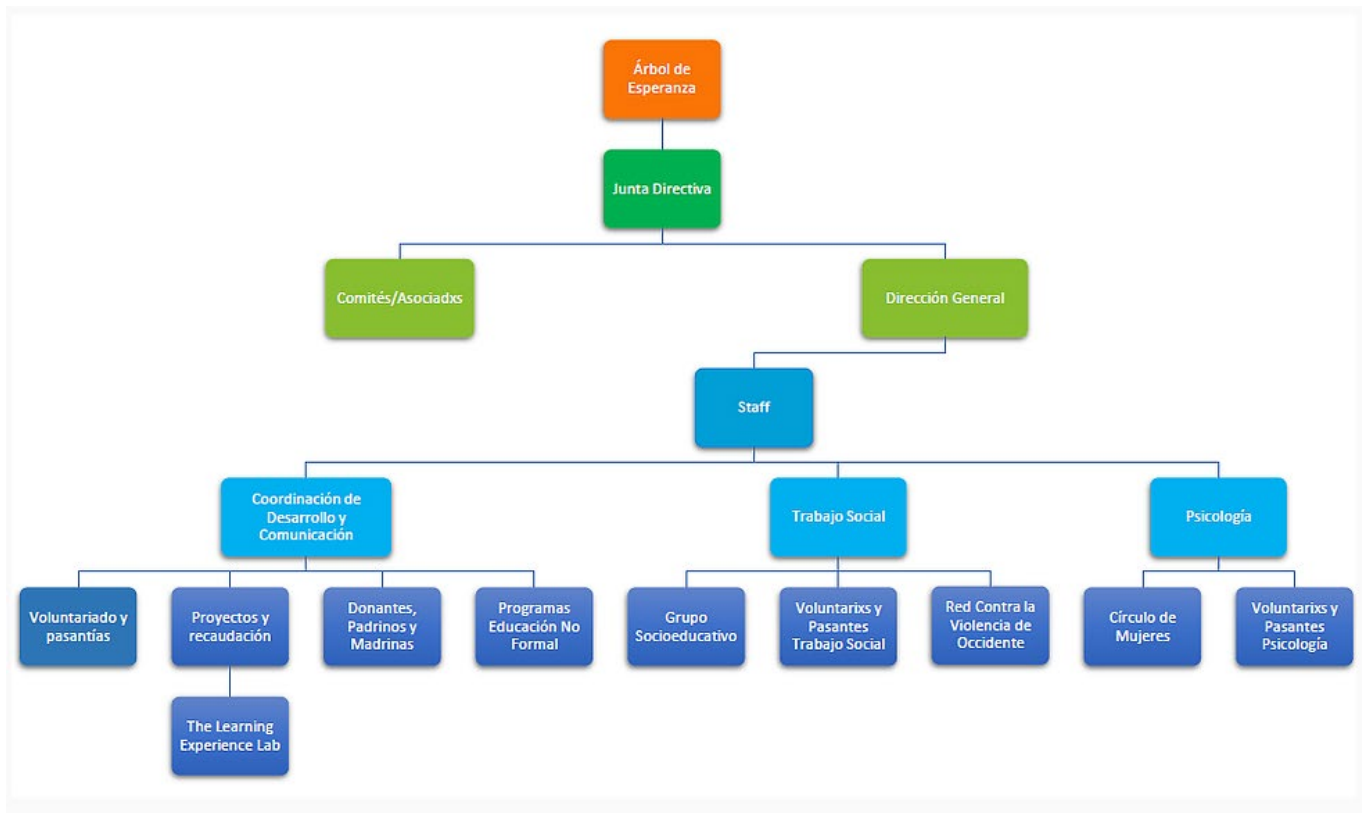 Árbol de
Esperanza
Junta Directiva
Comités/Asociadxs
Dirección General
Staff
Coordinación de
Desarrollo y
Comunicación
Trabajo Social
Psicología
Voluntariado y
pasantías
Proyectos y
recaudación
Donantes,
Padrinos y
Madrinas
Programas
Educación No
Formal
Grupo
Socioeducativo
Voluntarixs y
Pasantes
Trabajo Social
Red Contra la
Violencia de
Occidente
Círculo de
Mujeres
Voluntarixs y
Pasantes
Psicología
The Learning
Experience Lab